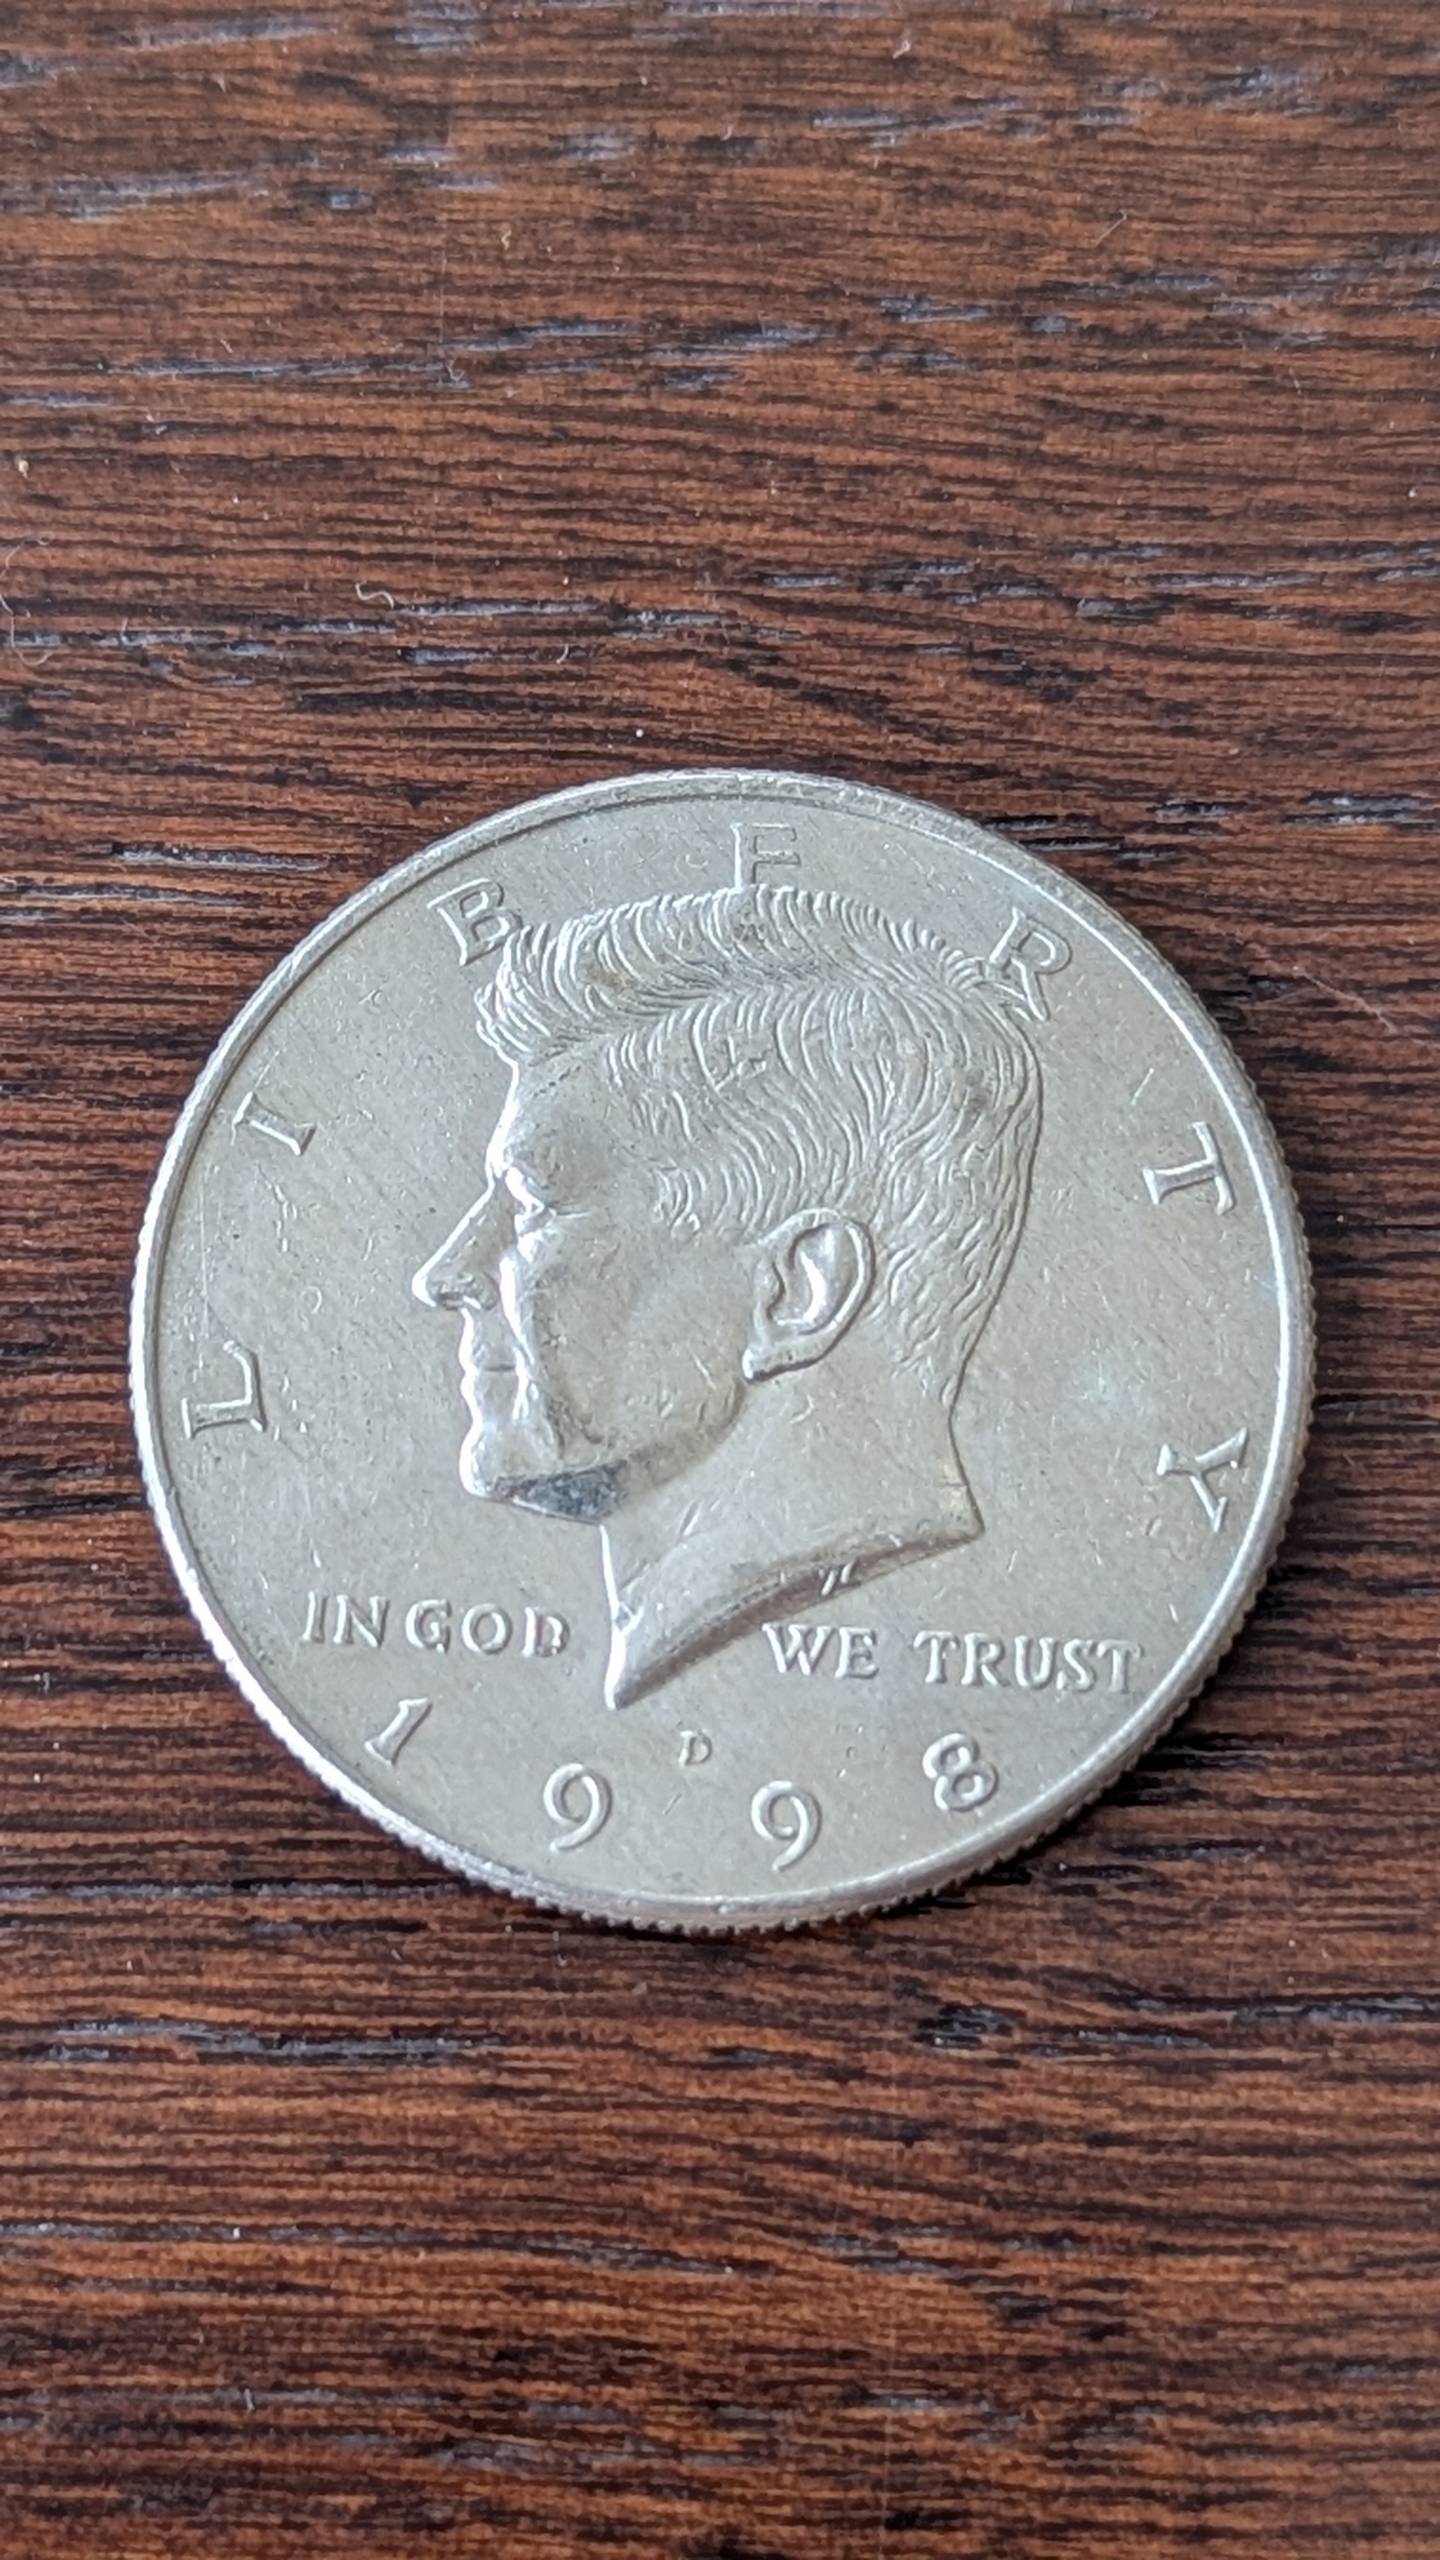 LIBERTY
IN GOD WE TRUST
D
1998